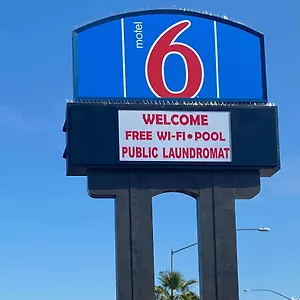 motel
6
WELCOME
FREE WI-FI•POOL
PUBLIC LAUNDROMAT